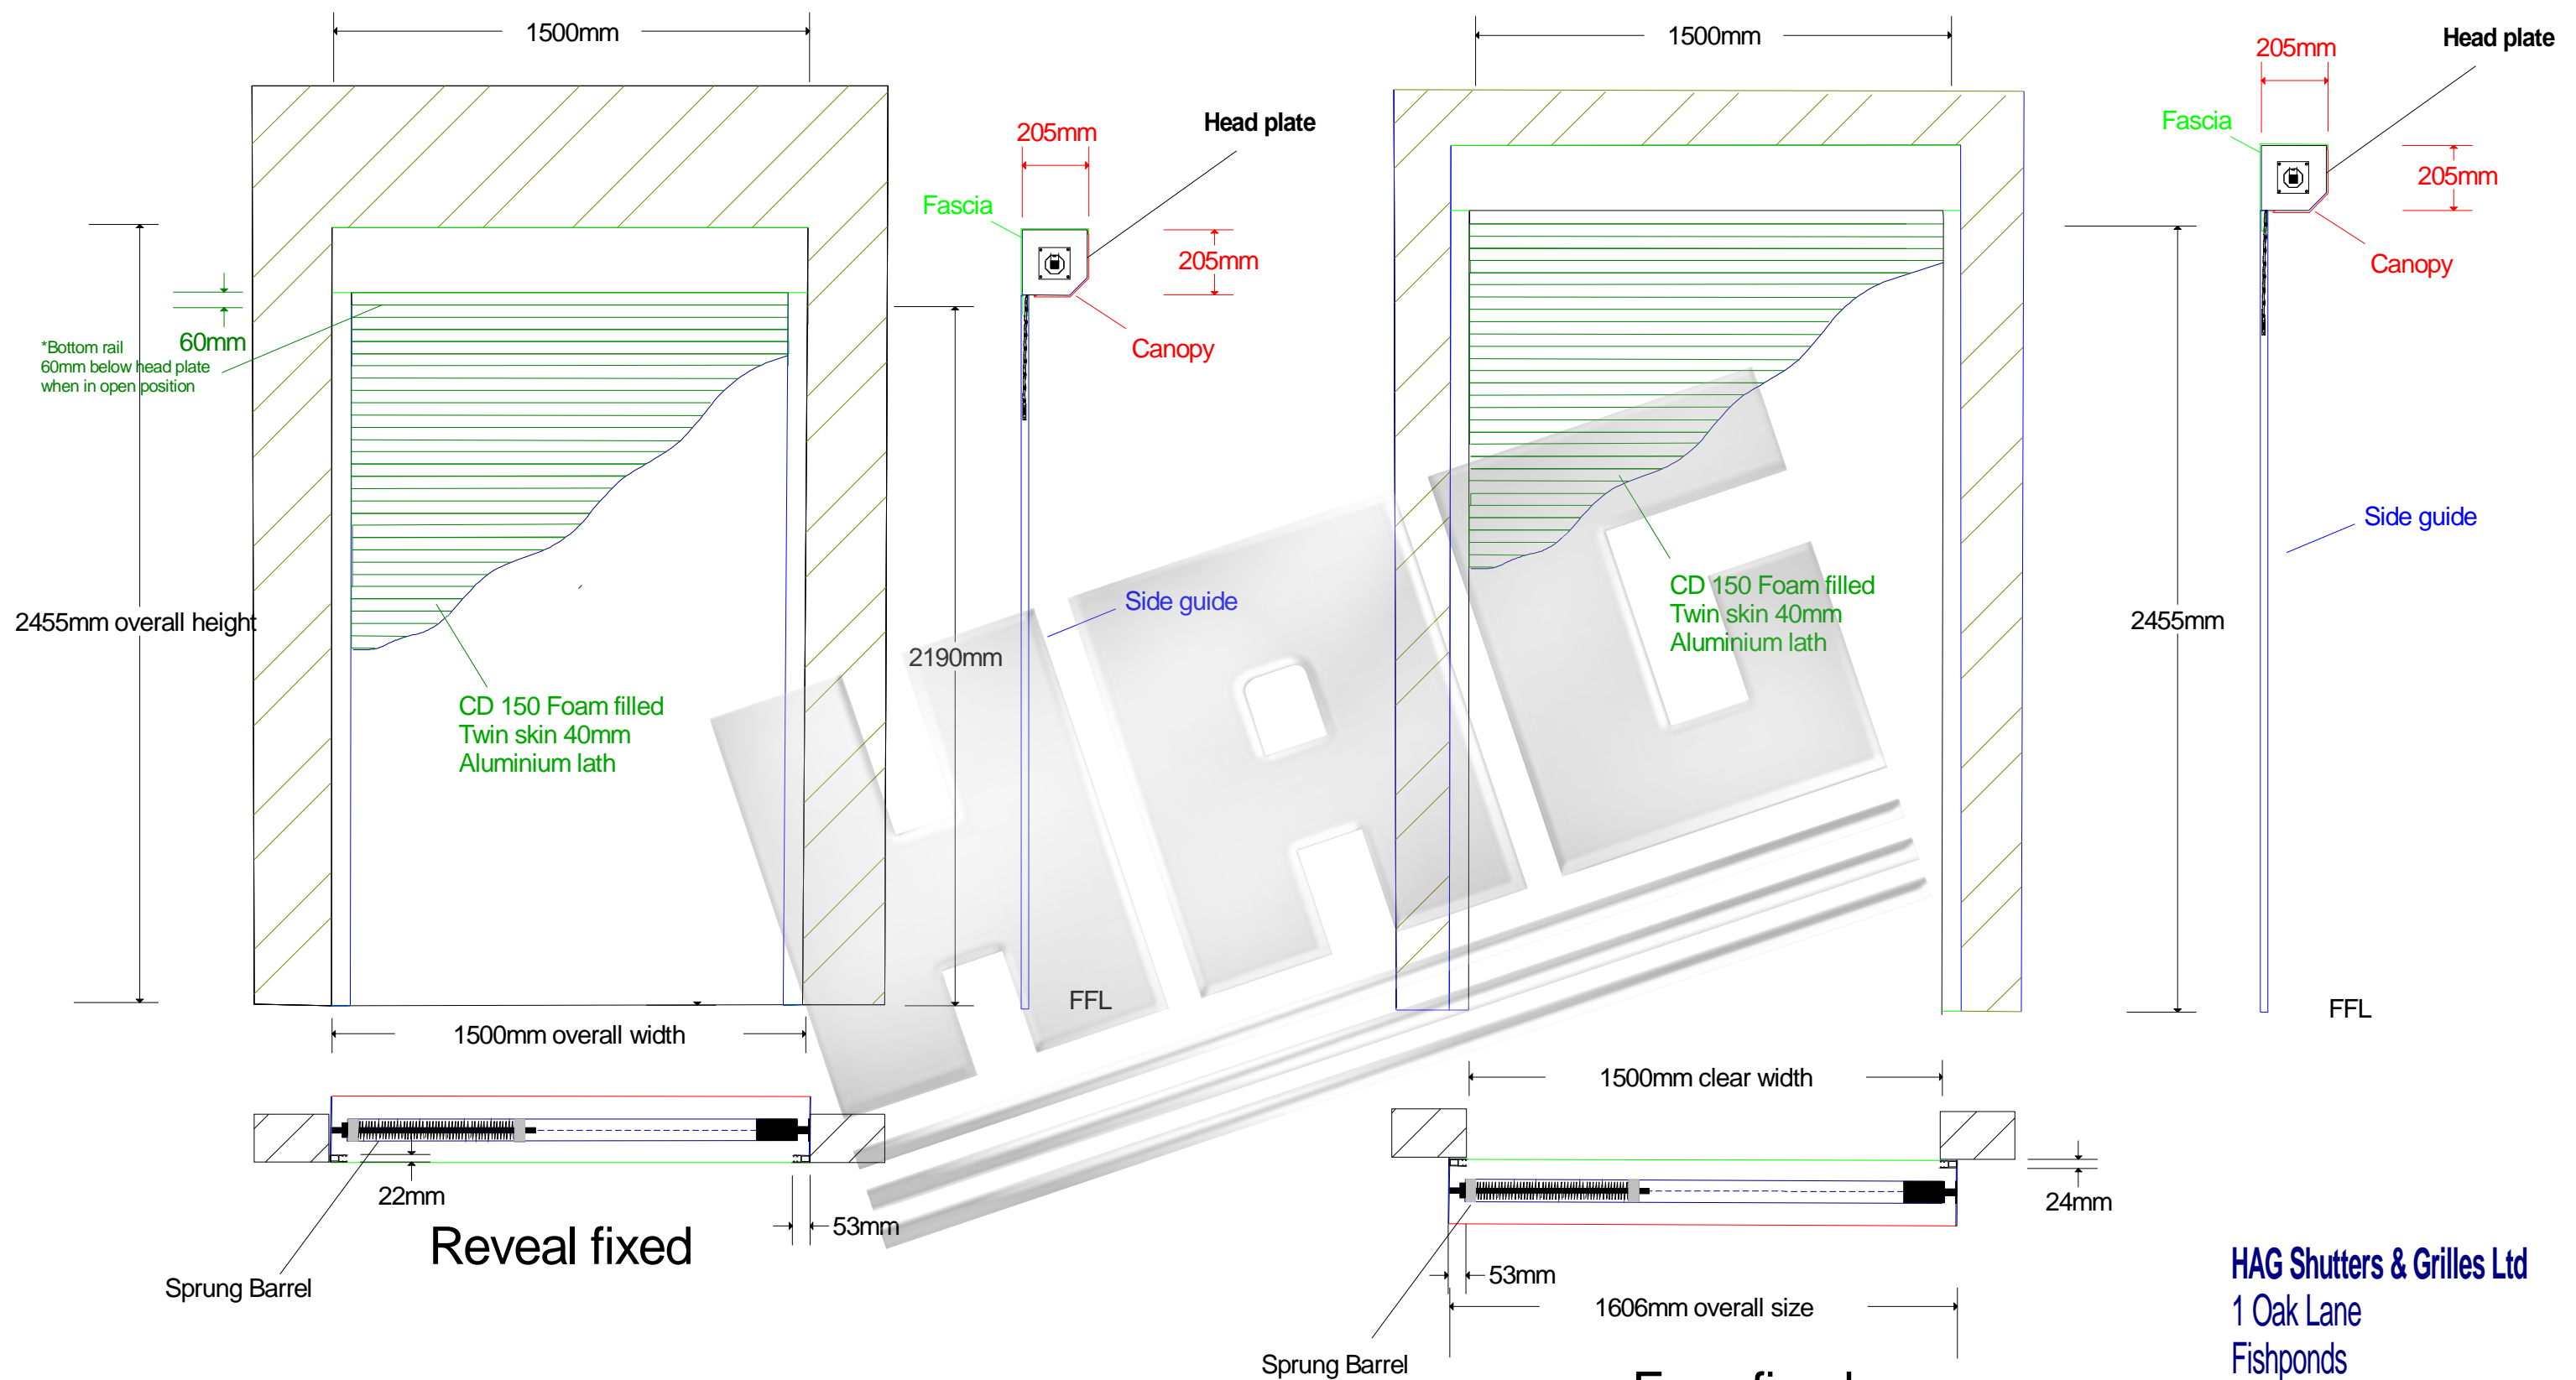 1500mm
1500mm
205mm
Head plate
205mm
Head plate
Fascia
Fascia
205mm
205mm
Canopy
Canopy
60mm
*Bottom rail
60mm below head plate
when in open position
2455mm overall height
2190mm
Side guide
Side guide
CD 150 Foam filled
Twin skin 40mm
Aluminium lath
CD 150 Foam filled
Twin skin 40mm
Aluminium lath
2455mm
HAG
FFL
FFL
1500mm overall width
1500mm clear width
22mm
53mm
24mm
Reveal fixed
Sprung Barrel
53mm
1606mm overall size
Sprung Barrel
HAG Shutters & Grilles Ltd
1 Oak Lane
Fishponds